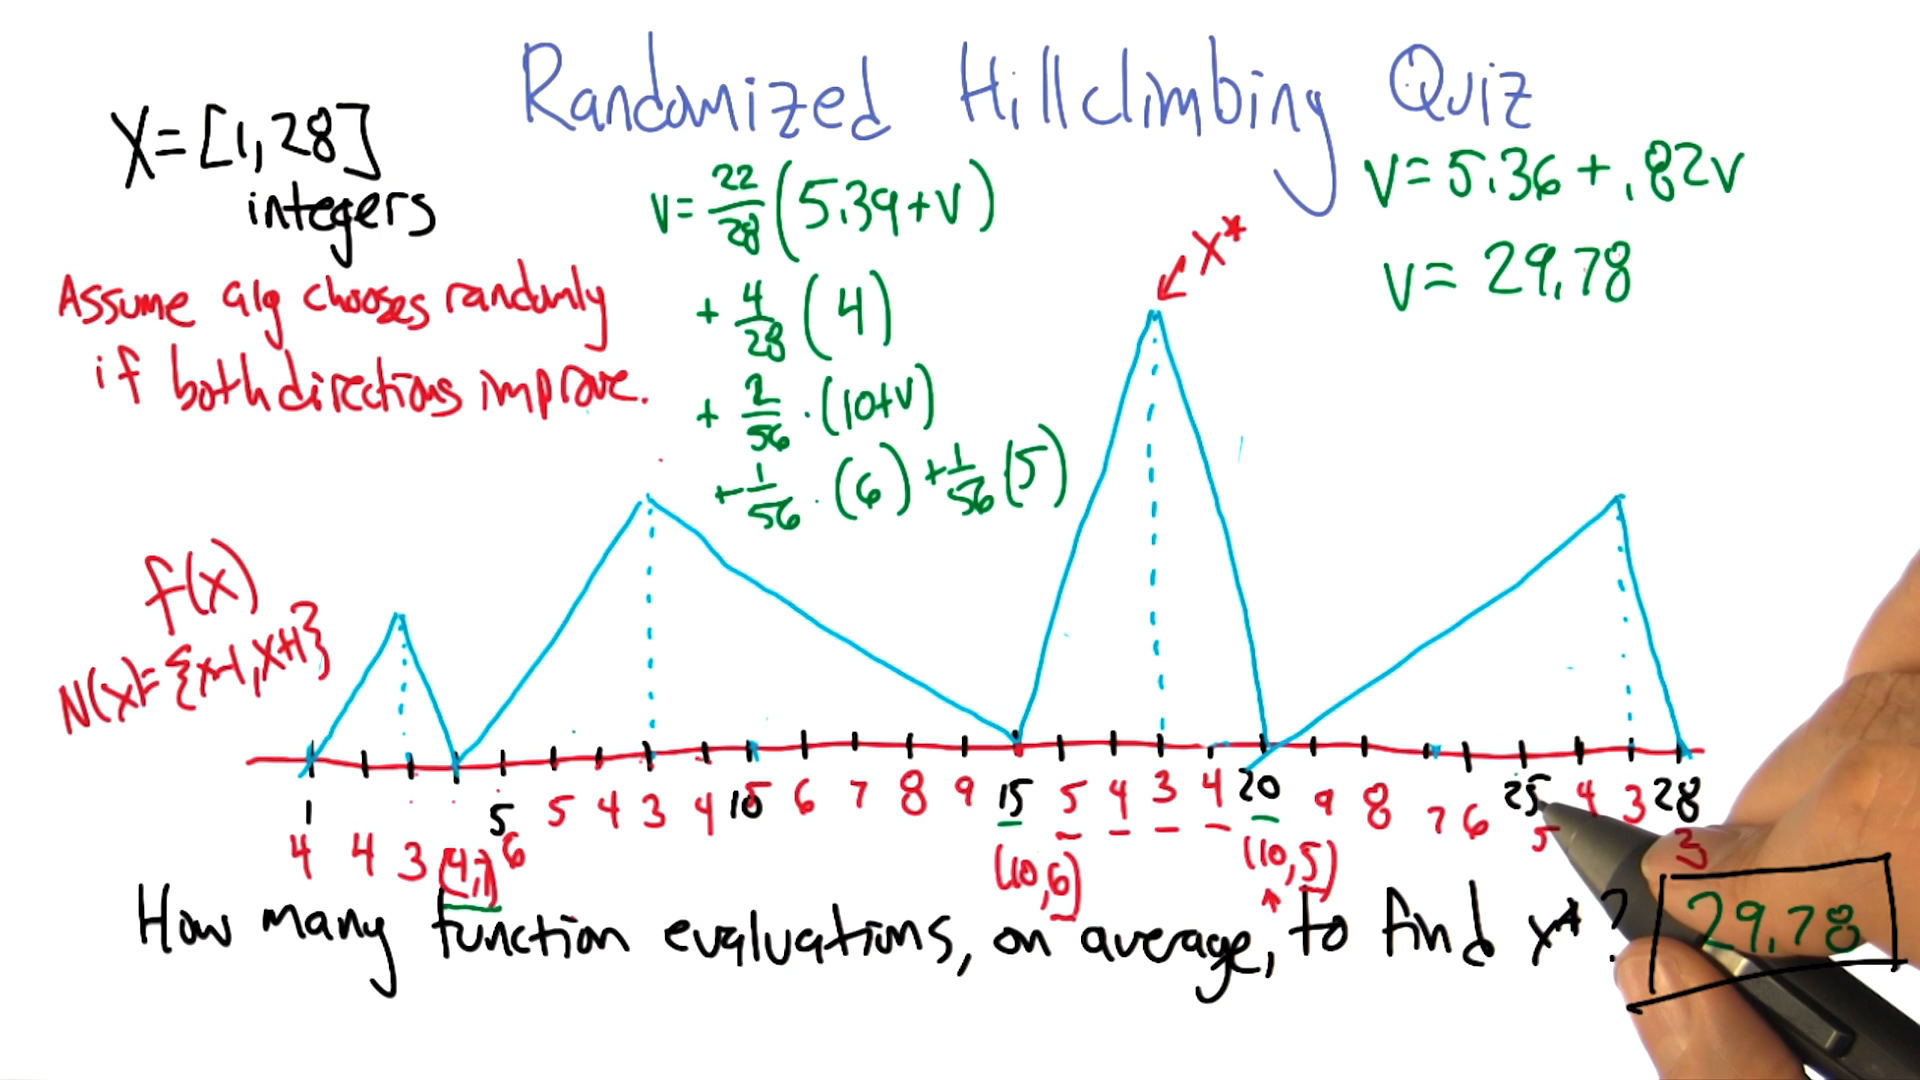 Randomized Hillclimbing Quiz
X=[1,28]
integers
Assume alg chooses randomly
if both directions improve.
v= 22/28 (5.39+v)
+ 4/28 (4)
+ 2/56 · (10+v)
+ 1/56 · (6) + 1/56 (5)
v=5.36+.82v
v= 29.78
x*
f(x)
N(x)={x-1,x+1}
1 5 5 4 3 4 10 5 6 7 8 9 15 5 4 3 4 20 9 8 7 6 25 4 3 28
4 4 3 (4,7) 6 (10,6) (10,5) 5 3
How many function evaluations, on average, to find x*?
29.78